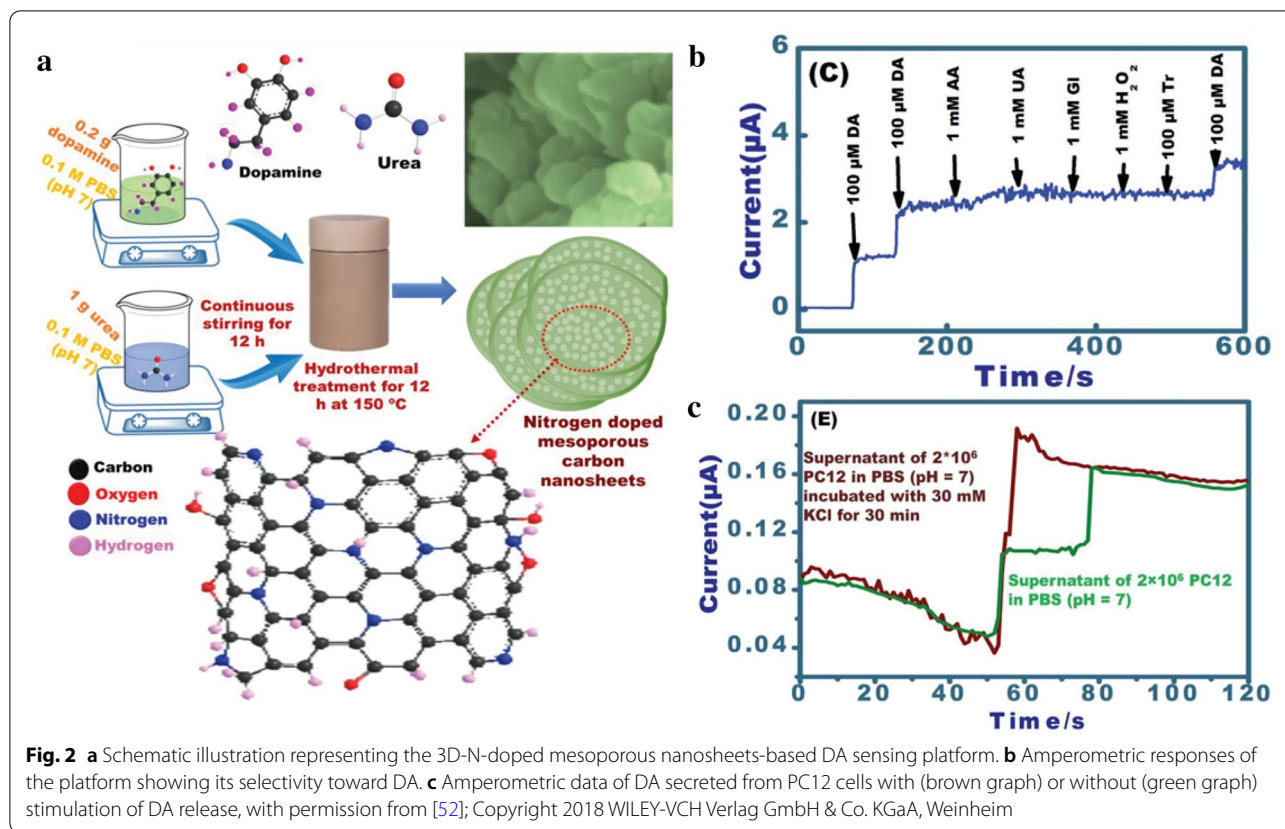 a
0.2 g
dopamine
0.1 M PBS
(pH 7)
Dopamine
Urea
1 g urea
0.1 M PBS
(pH 7)
Continuous
stirring for
12 h
Hydrothermal
treatment for 12
h at 150 ºC
Nitrogen doped
mesoporous
carbon
nanosheets
Carbon
Oxygen
Nitrogen
Hydrogen
b
(C)
Current(µA)
6
4
2
0
100 µM DA
100 µM DA
1 mM AA
1 mM UA
1 mM Gl
1 mM H2O2
100 µM Tr
100 µM DA
0
200
400
600
Time/s
c
(E)
Current(µA)
0.20
0.16
0.12
0.08
0.04
Supernatant of 2*10⁶
PC12 in PBS (pH = 7)
incubated with 30 mM
KCl for 30 min
Supernatant of 2×10⁶ PC12
in PBS (pH = 7)
0
20
40
60
80
100
120
Time/s
Fig. 2 a Schematic illustration representing the 3D-N-doped mesoporous nanosheets-based DA sensing platform. b Amperometric responses of
the platform showing its selectivity toward DA. c Amperometric data of DA secreted from PC12 cells with (brown graph) or without (green graph)
stimulation of DA release, with permission from [52]; Copyright 2018 WILEY-VCH Verlag GmbH & Co. KGaA, Weinheim